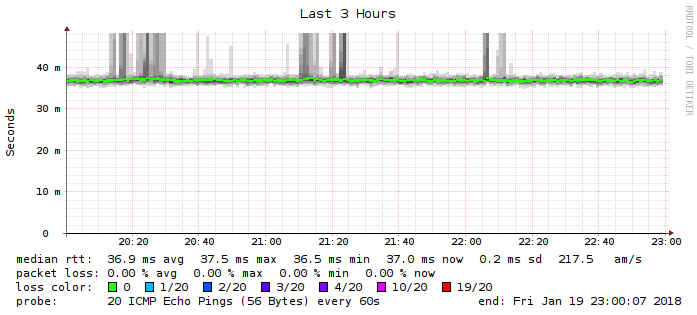 Last 3 Hours
RRDTOOL / TOBI OETIKER
Seconds
40 m
30 m
20 m
10 m
0
20:20 20:40 21:00 21:20 21:40 22:00 22:20 22:40 23:00
median rtt: 36.9 ms avg 37.5 ms max 36.5 ms min 37.0 ms now 0.2 ms sd 217.5 am/s
packet loss: 0.00 % avg 0.00 % max 0.00 % min 0.00 % now
loss color: 0 1/20 2/20 3/20 4/20 10/20 19/20
probe: 20 ICMP Echo Pings (56 Bytes) every 60s end: Fri Jan 19 23:00:07 2018